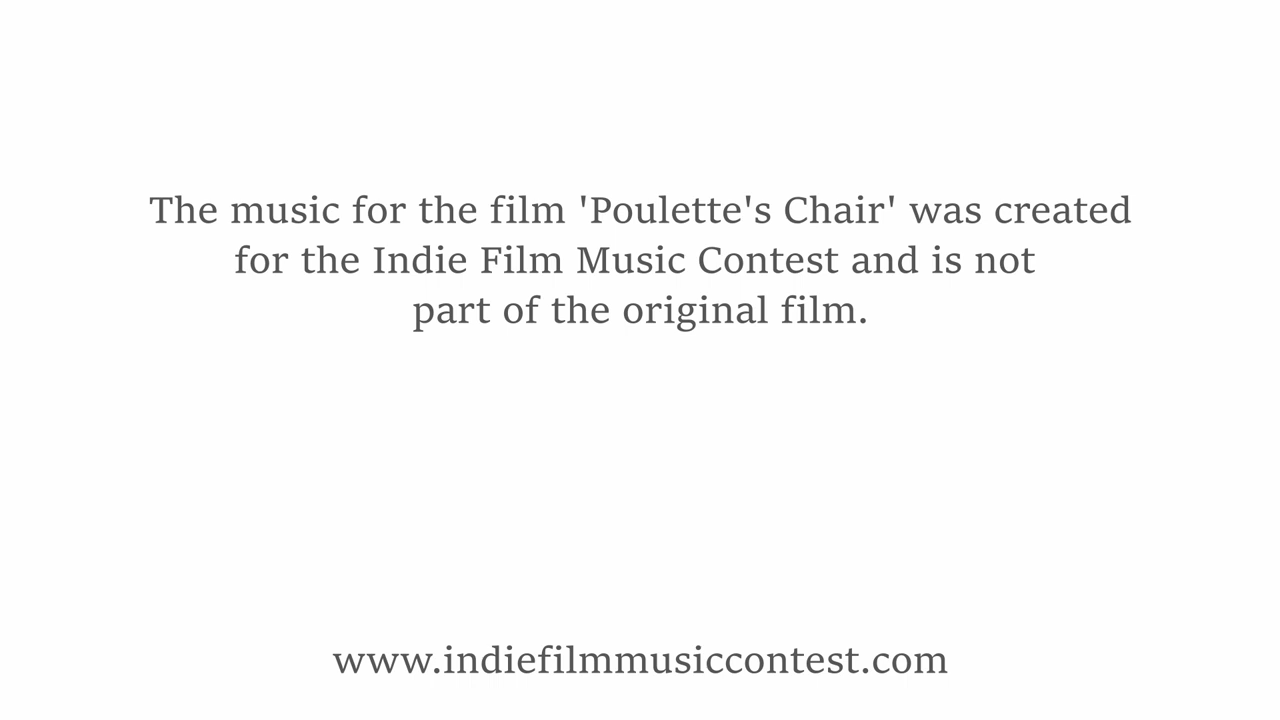 The music for the film 'Poulette's Chair' was created
for the Indie Film Music Contest and is not
part of the original film.
www.indiefilmmusiccontest.com